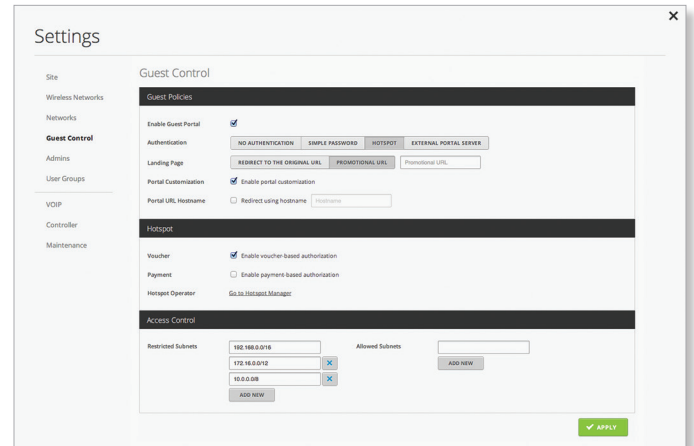 Settings
Site
Wireless Networks
Networks
Guest Control
Admins
User Groups
VOIP
Controller
Maintenance
Guest Control
Guest Policies
Enable Guest Portal
Authentication NO AUTHENTICATION SIMPLE PASSWORD HOTSPOT EXTERNAL PORTAL SERVER
Landing Page REDIRECT TO THE ORIGINAL URL PROMOTIONAL URL Promotional URL
Portal Customization Enable portal customization
Portal URL Hostname Redirect using hostname Hostname
Hotspot
Voucher Enable voucher-based authorization
Payment Enable payment-based authorization
Hotspot Operator Go to Hotspot Manager
Access Control
Restricted Subnets 192.168.0.0/16 Allowed Subnets
172.16.0.0/12 ADD NEW
10.0.0.0/8
ADD NEW
APPLY